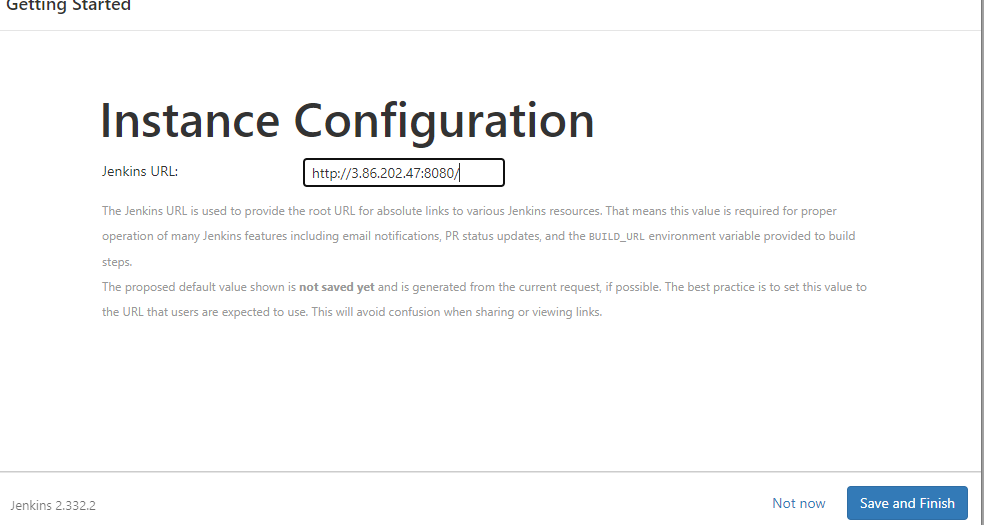 Getting Started
Instance Configuration
Jenkins URL:
http://3.86.202.47:8080/
The Jenkins URL is used to provide the root URL for absolute links to various Jenkins resources. That means this value is required for proper
operation of many Jenkins features including email notifications, PR status updates, and the BUILD_URL environment variable provided to build
steps.
The proposed default value shown is not saved yet and is generated from the current request, if possible. The best practice is to set this value to
the URL that users are expected to use. This will avoid confusion when sharing or viewing links.
Jenkins 2.332.2
Not now
Save and Finish